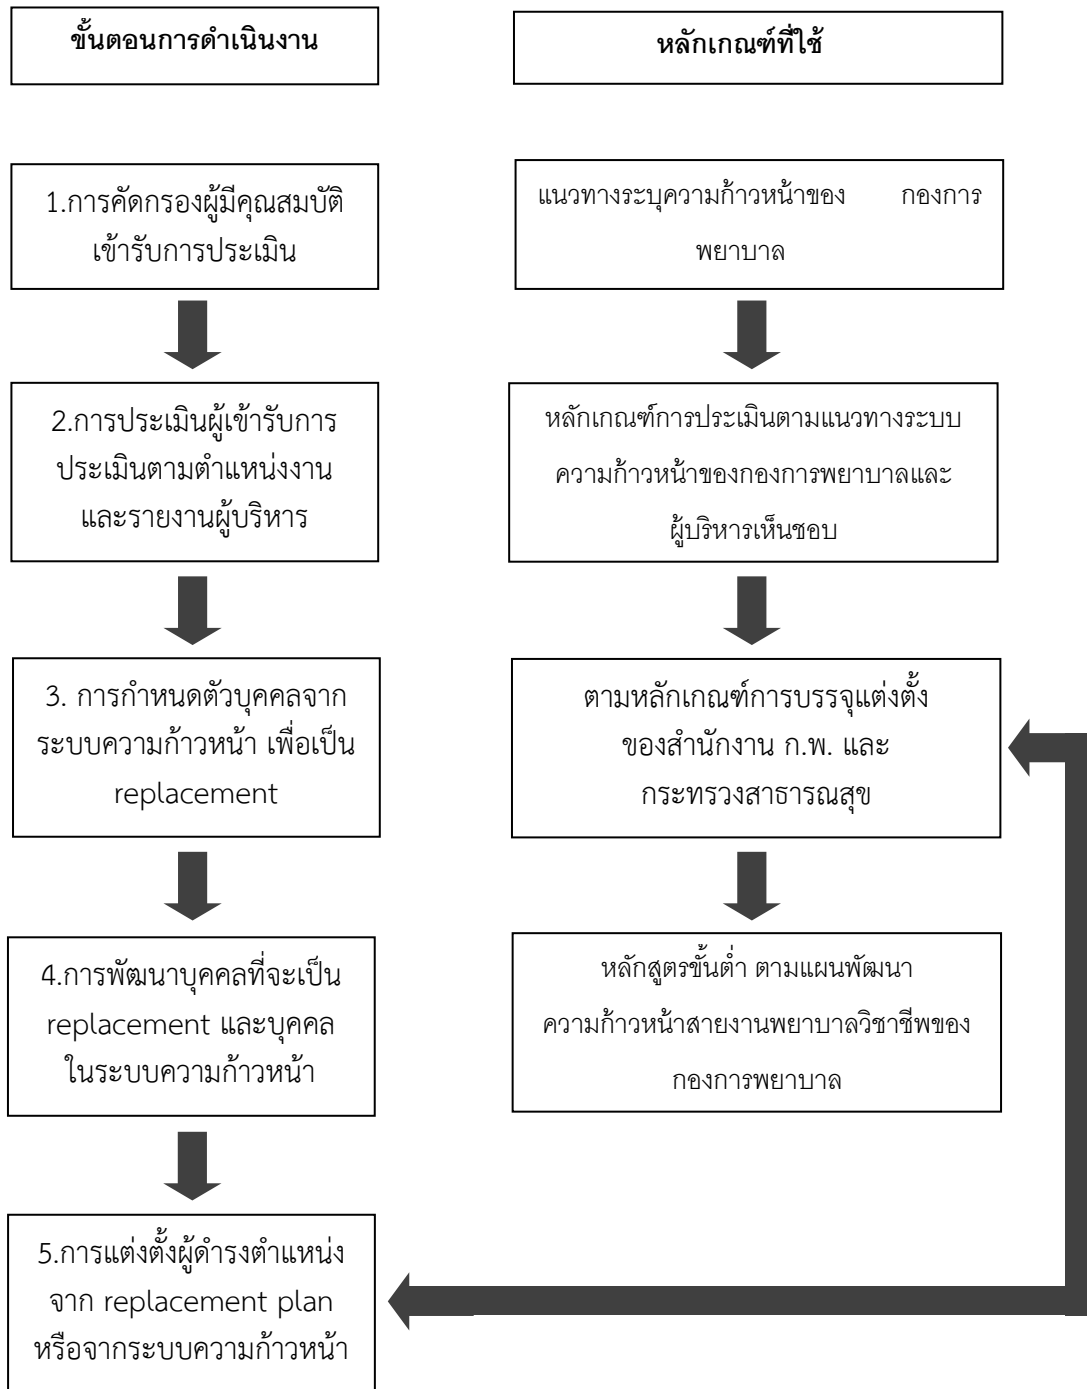 ขั้นตอนการดำเนินงาน
หลักเกณฑ์ที่ใช้
1.การคัดกรองผู้มีคุณสมบัติ
เข้ารับการประเมิน
แนวทางระบุความก้าวหน้าของ กองการ
พยาบาล
2.การประเมินผู้เข้ารับการ
ประเมินตามตำแหน่งงาน
และรายงานผู้บริหาร
หลักเกณฑ์การประเมินตามแนวทางระบบ
ความก้าวหน้าของกองการพยาบาลและ
ผู้บริหารเห็นชอบ
3. การกำหนดตัวบุคคลจาก
ระบบความก้าวหน้า เพื่อเป็น
replacement
ตามหลักเกณฑ์การบรรจุแต่งตั้ง
ของสำนักงาน ก.พ. และ
กระทรวงสาธารณสุข
4.การพัฒนาบุคคลที่จะเป็น
replacement และบุคคล
ในระบบความก้าวหน้า
หลักสูตรขั้นต่ำ ตามแผนพัฒนา
ความก้าวหน้าสายงานพยาบาลวิชาชีพของ
กองการพยาบาล
5.การแต่งตั้งผู้ดำรงตำแหน่ง
จาก replacement plan
หรือจากระบบความก้าวหน้า